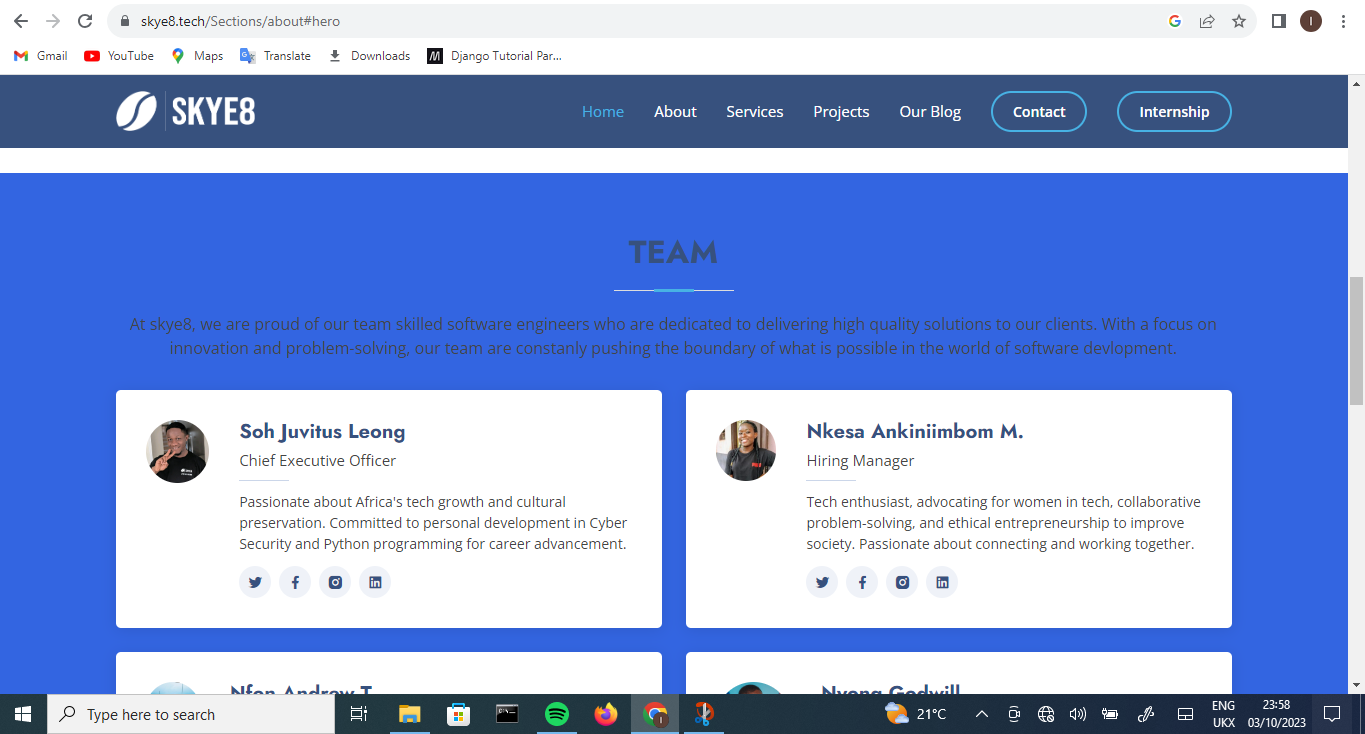 skye8.tech/Sections/about#hero
Gmail YouTube Maps Translate Downloads Django Tutorial Par...
SKYE8 Home About Services Projects Our Blog Contact Internship
TEAM
At skye8, we are proud of our team skilled software engineers who are dedicated to delivering high quality solutions to our clients. With a focus on
innovation and problem-solving, our team are constanly pushing the boundary of what is possible in the world of software devlopment.
Soh Juvitus Leong
Chief Executive Officer
Passionate about Africa's tech growth and cultural
preservation. Committed to personal development in Cyber
Security and Python programming for career advancement.
Nkesa Ankiniimbom M.
Hiring Manager
Tech enthusiast, advocating for women in tech, collaborative
problem-solving, and ethical entrepreneurship to improve
society. Passionate about connecting and working together.
Nfon Andrew T.
Nyong Godwill
Type here to search
21°C
ENG
UKX
23:58
03/10/2023